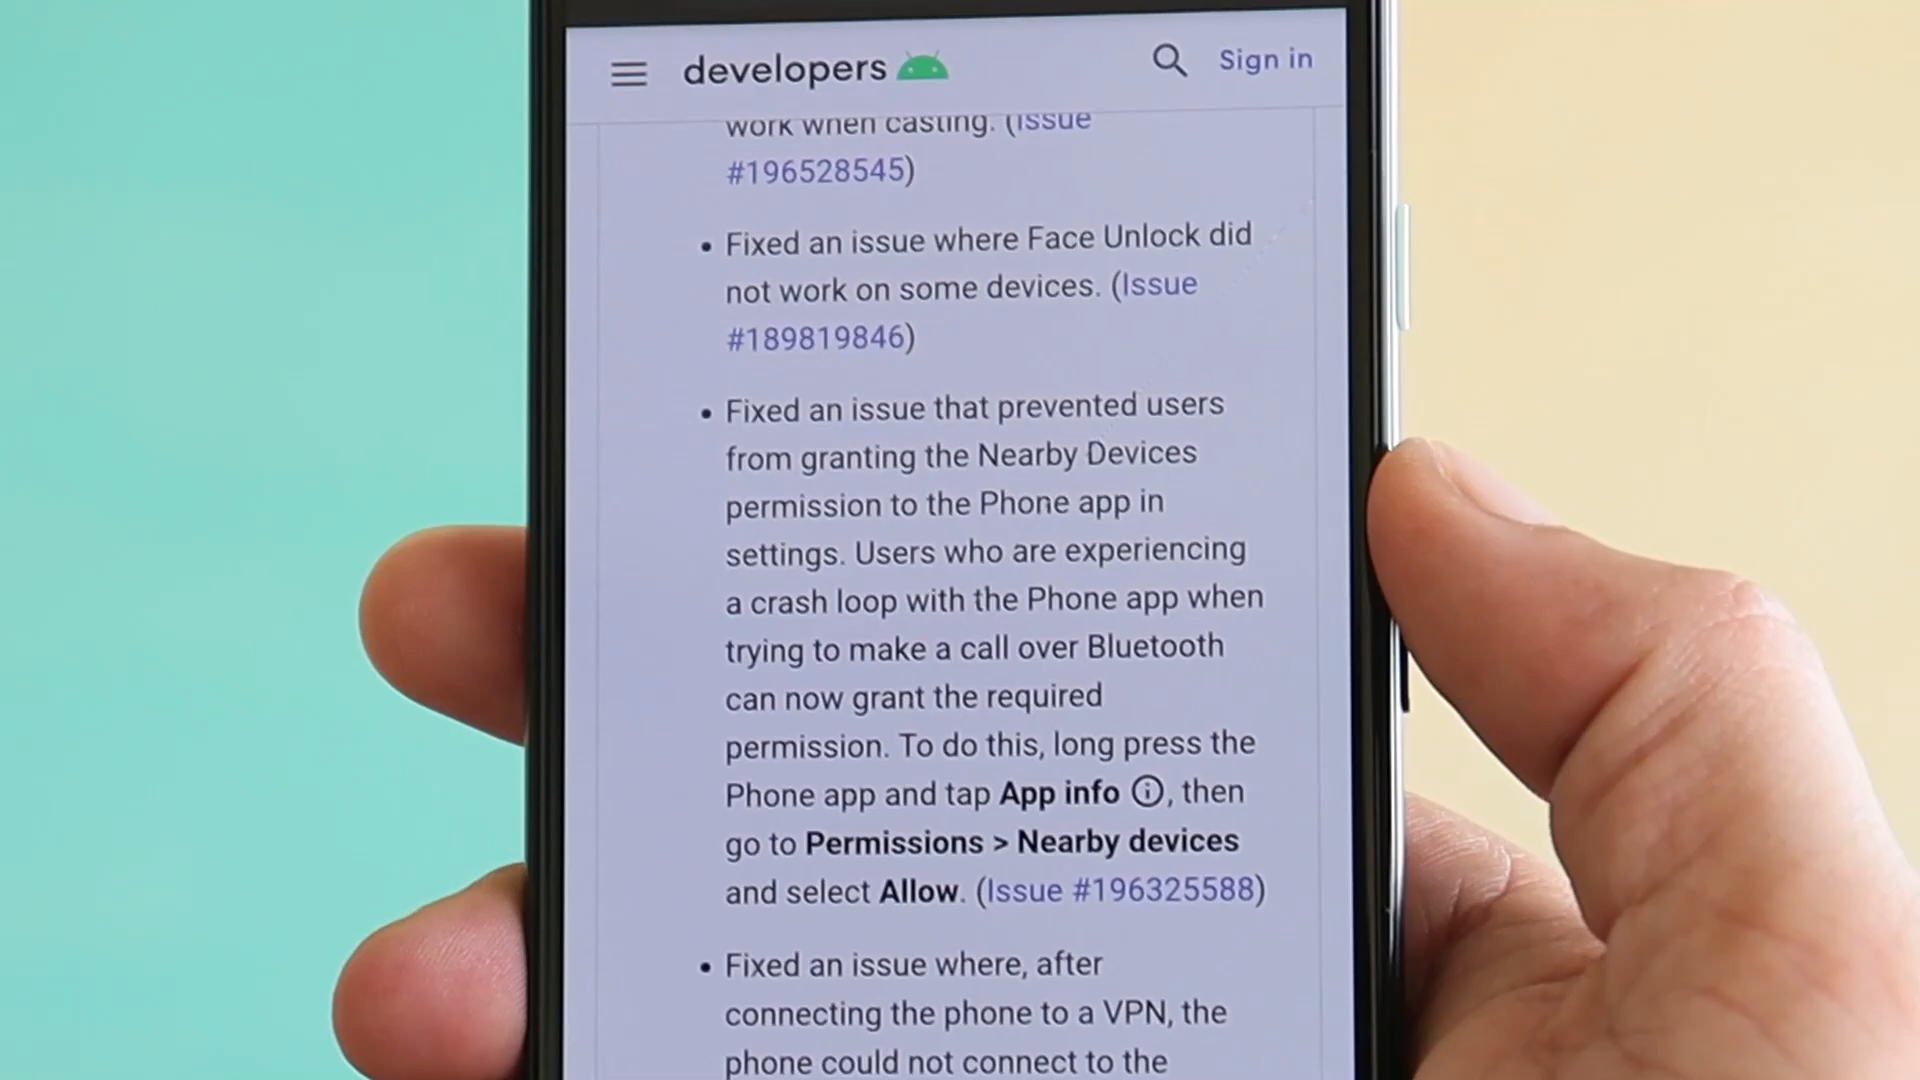 developers
Sign in
work when casting. (Issue
#196528545)
• Fixed an issue where Face Unlock did
not work on some devices. (Issue
#189819846)
• Fixed an issue that prevented users
from granting the Nearby Devices
permission to the Phone app in
settings. Users who are experiencing
a crash loop with the Phone app when
trying to make a call over Bluetooth
can now grant the required
permission. To do this, long press the
Phone app and tap App info ⓘ, then
go to Permissions > Nearby devices
and select Allow. (Issue #196325588)
• Fixed an issue where, after
connecting the phone to a VPN, the
phone could not connect to the